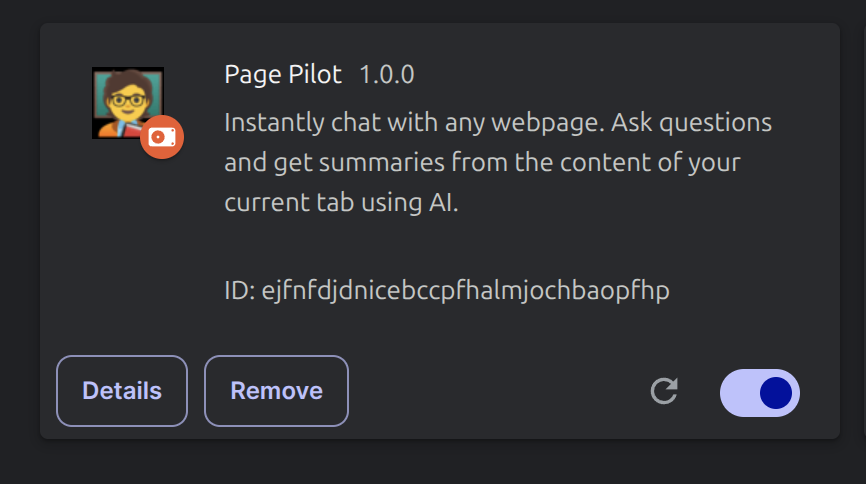 Page Pilot 1.0.0
Instantly chat with any webpage. Ask questions
and get summaries from the content of your
current tab using AI.
ID: ejfnfdjdnicebccpfhalmjochbaopfhp
Details Remove